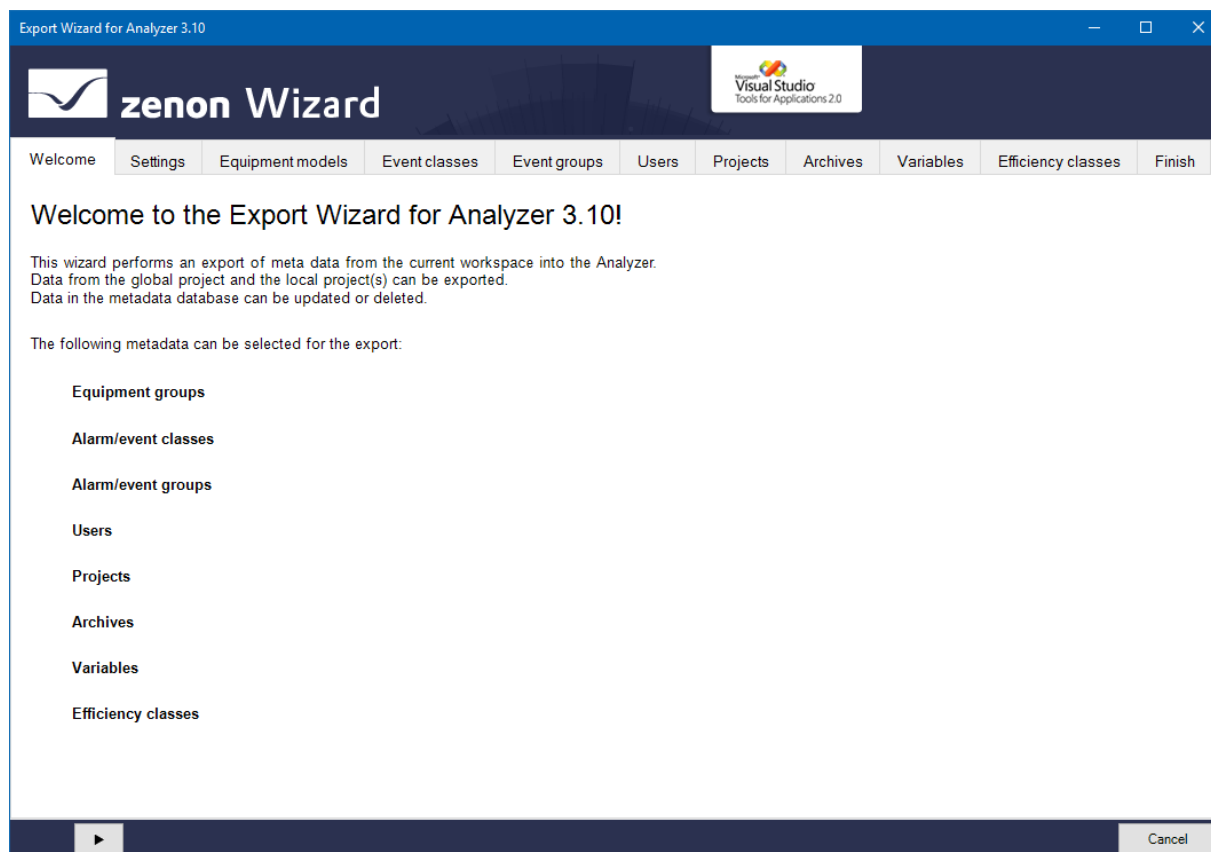 Export Wizard for Analyzer 3.10
zenon Wizard
Microsoft
Visual Studio
Tools for Applications 2.0
Welcome Settings Equipment models Event classes Event groups Users Projects Archives Variables Efficiency classes Finish
Welcome to the Export Wizard for Analyzer 3.10!
This wizard performs an export of meta data from the current workspace into the Analyzer.
Data from the global project and the local project(s) can be exported.
Data in the metadata database can be updated or deleted.
The following metadata can be selected for the export:
Equipment groups
Alarm/event classes
Alarm/event groups
Users
Projects
Archives
Variables
Efficiency classes
Cancel